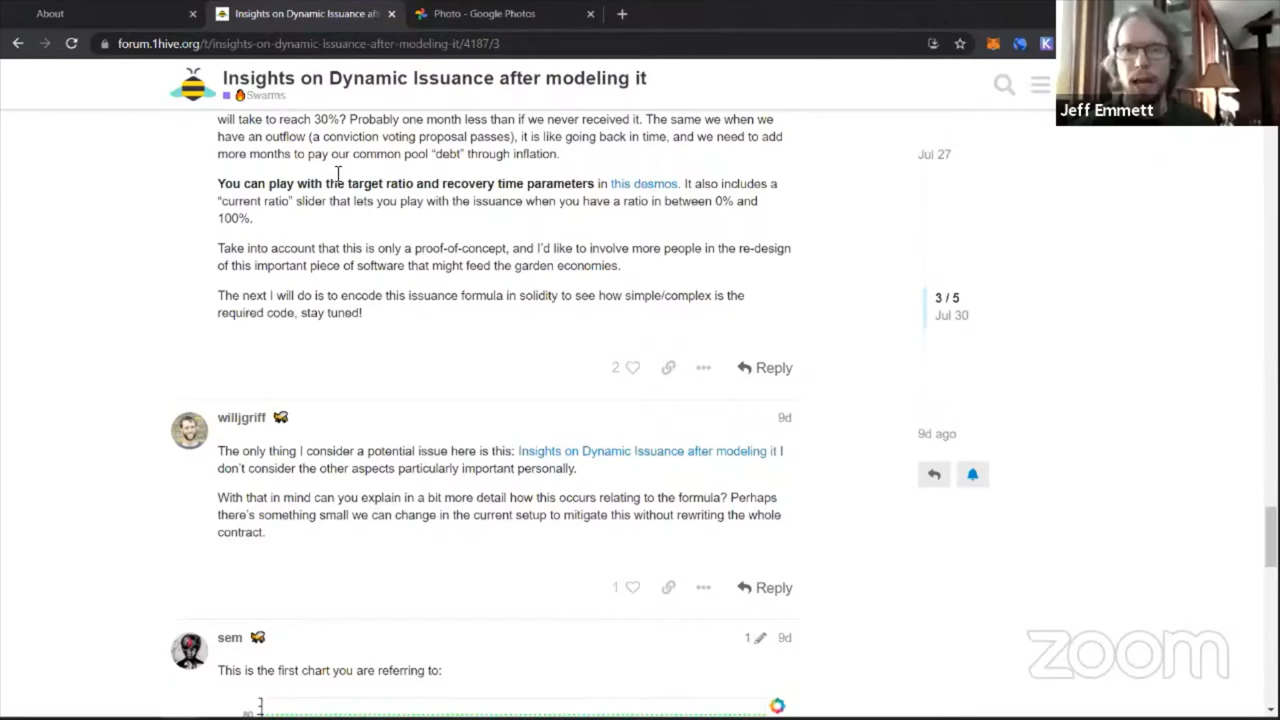 About
Insights on Dynamic Issuance aft
Photo - Google Photos
forum.1hive.org/t/insights-on-dynamic-issuance-after-modeling-it/4187/3
K
Jeff Emmett
Insights on Dynamic Issuance after modeling it
Swarms
will take to reach 30%? Probably one month less than if we never received it. The same we when we
have an outflow (a conviction voting proposal passes), it is like going back in time, and we need to add
more months to pay our common pool “debt” through inflation.
You can play with the target ratio and recovery time parameters in this desmos. It also includes a
“current ratio” slider that lets you play with the issuance when you have a ratio in between 0% and
100%.
Take into account that this is only a proof-of-concept, and I’d like to involve more people in the re-design
of this important piece of software that might feed the garden economies.
The next I will do is to encode this issuance formula in solidity to see how simple/complex is the
required code, stay tuned!
2
Reply
Jul 27
3 / 5
Jul 30
9d ago
willjgriff
9d
The only thing I consider a potential issue here is this: Insights on Dynamic Issuance after modeling it I
don’t consider the other aspects particularly important personally.
With that in mind can you explain in a bit more detail how this occurs relating to the formula? Perhaps
there’s something small we can change in the current setup to mitigate this without rewriting the whole
contract.
1
Reply
sem
1
9d
This is the first chart you are referring to:
80
zoom